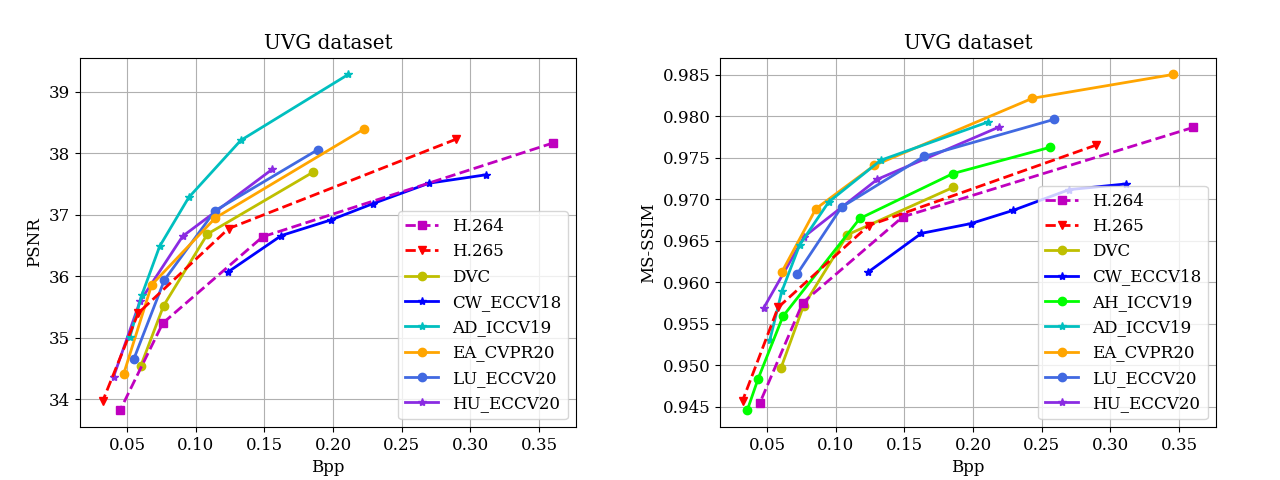 UVG dataset
39
38
37
36
35
34
PSNR
0.05 0.10 0.15 0.20 0.25 0.30 0.35
Bpp
H.264
H.265
DVC
CW_ECCV18
AD_ICCV19
EA_CVPR20
LU_ECCV20
HU_ECCV20
UVG dataset
0.985
0.980
0.975
0.970
0.965
0.960
0.955
0.950
0.945
MS-SSIM
0.05 0.10 0.15 0.20 0.25 0.30 0.35
Bpp
H.264
H.265
DVC
CW_ECCV18
AH_ICCV19
AD_ICCV19
EA_CVPR20
LU_ECCV20
HU_ECCV20